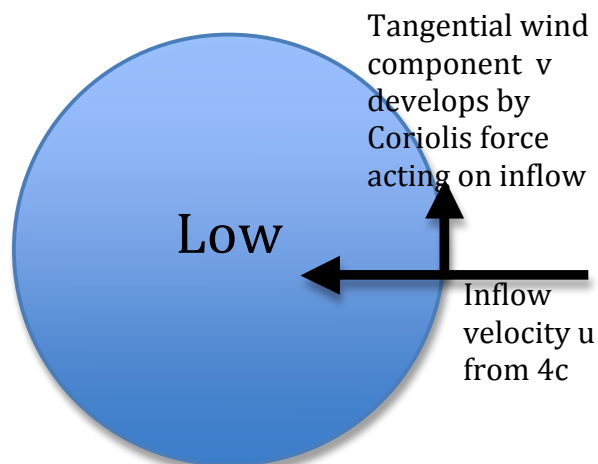 Tangential wind
component v
develops by
Coriolis force
acting on inflow
Low
Inflow
velocity u
from 4c